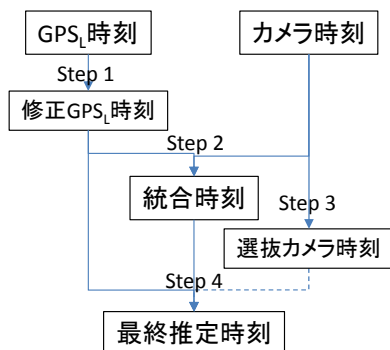 GPSL時刻
カメラ時刻
Step 1
修正GPSL時刻
Step 2
統合時刻
Step 3
選抜カメラ時刻
Step 4
最終推定時刻